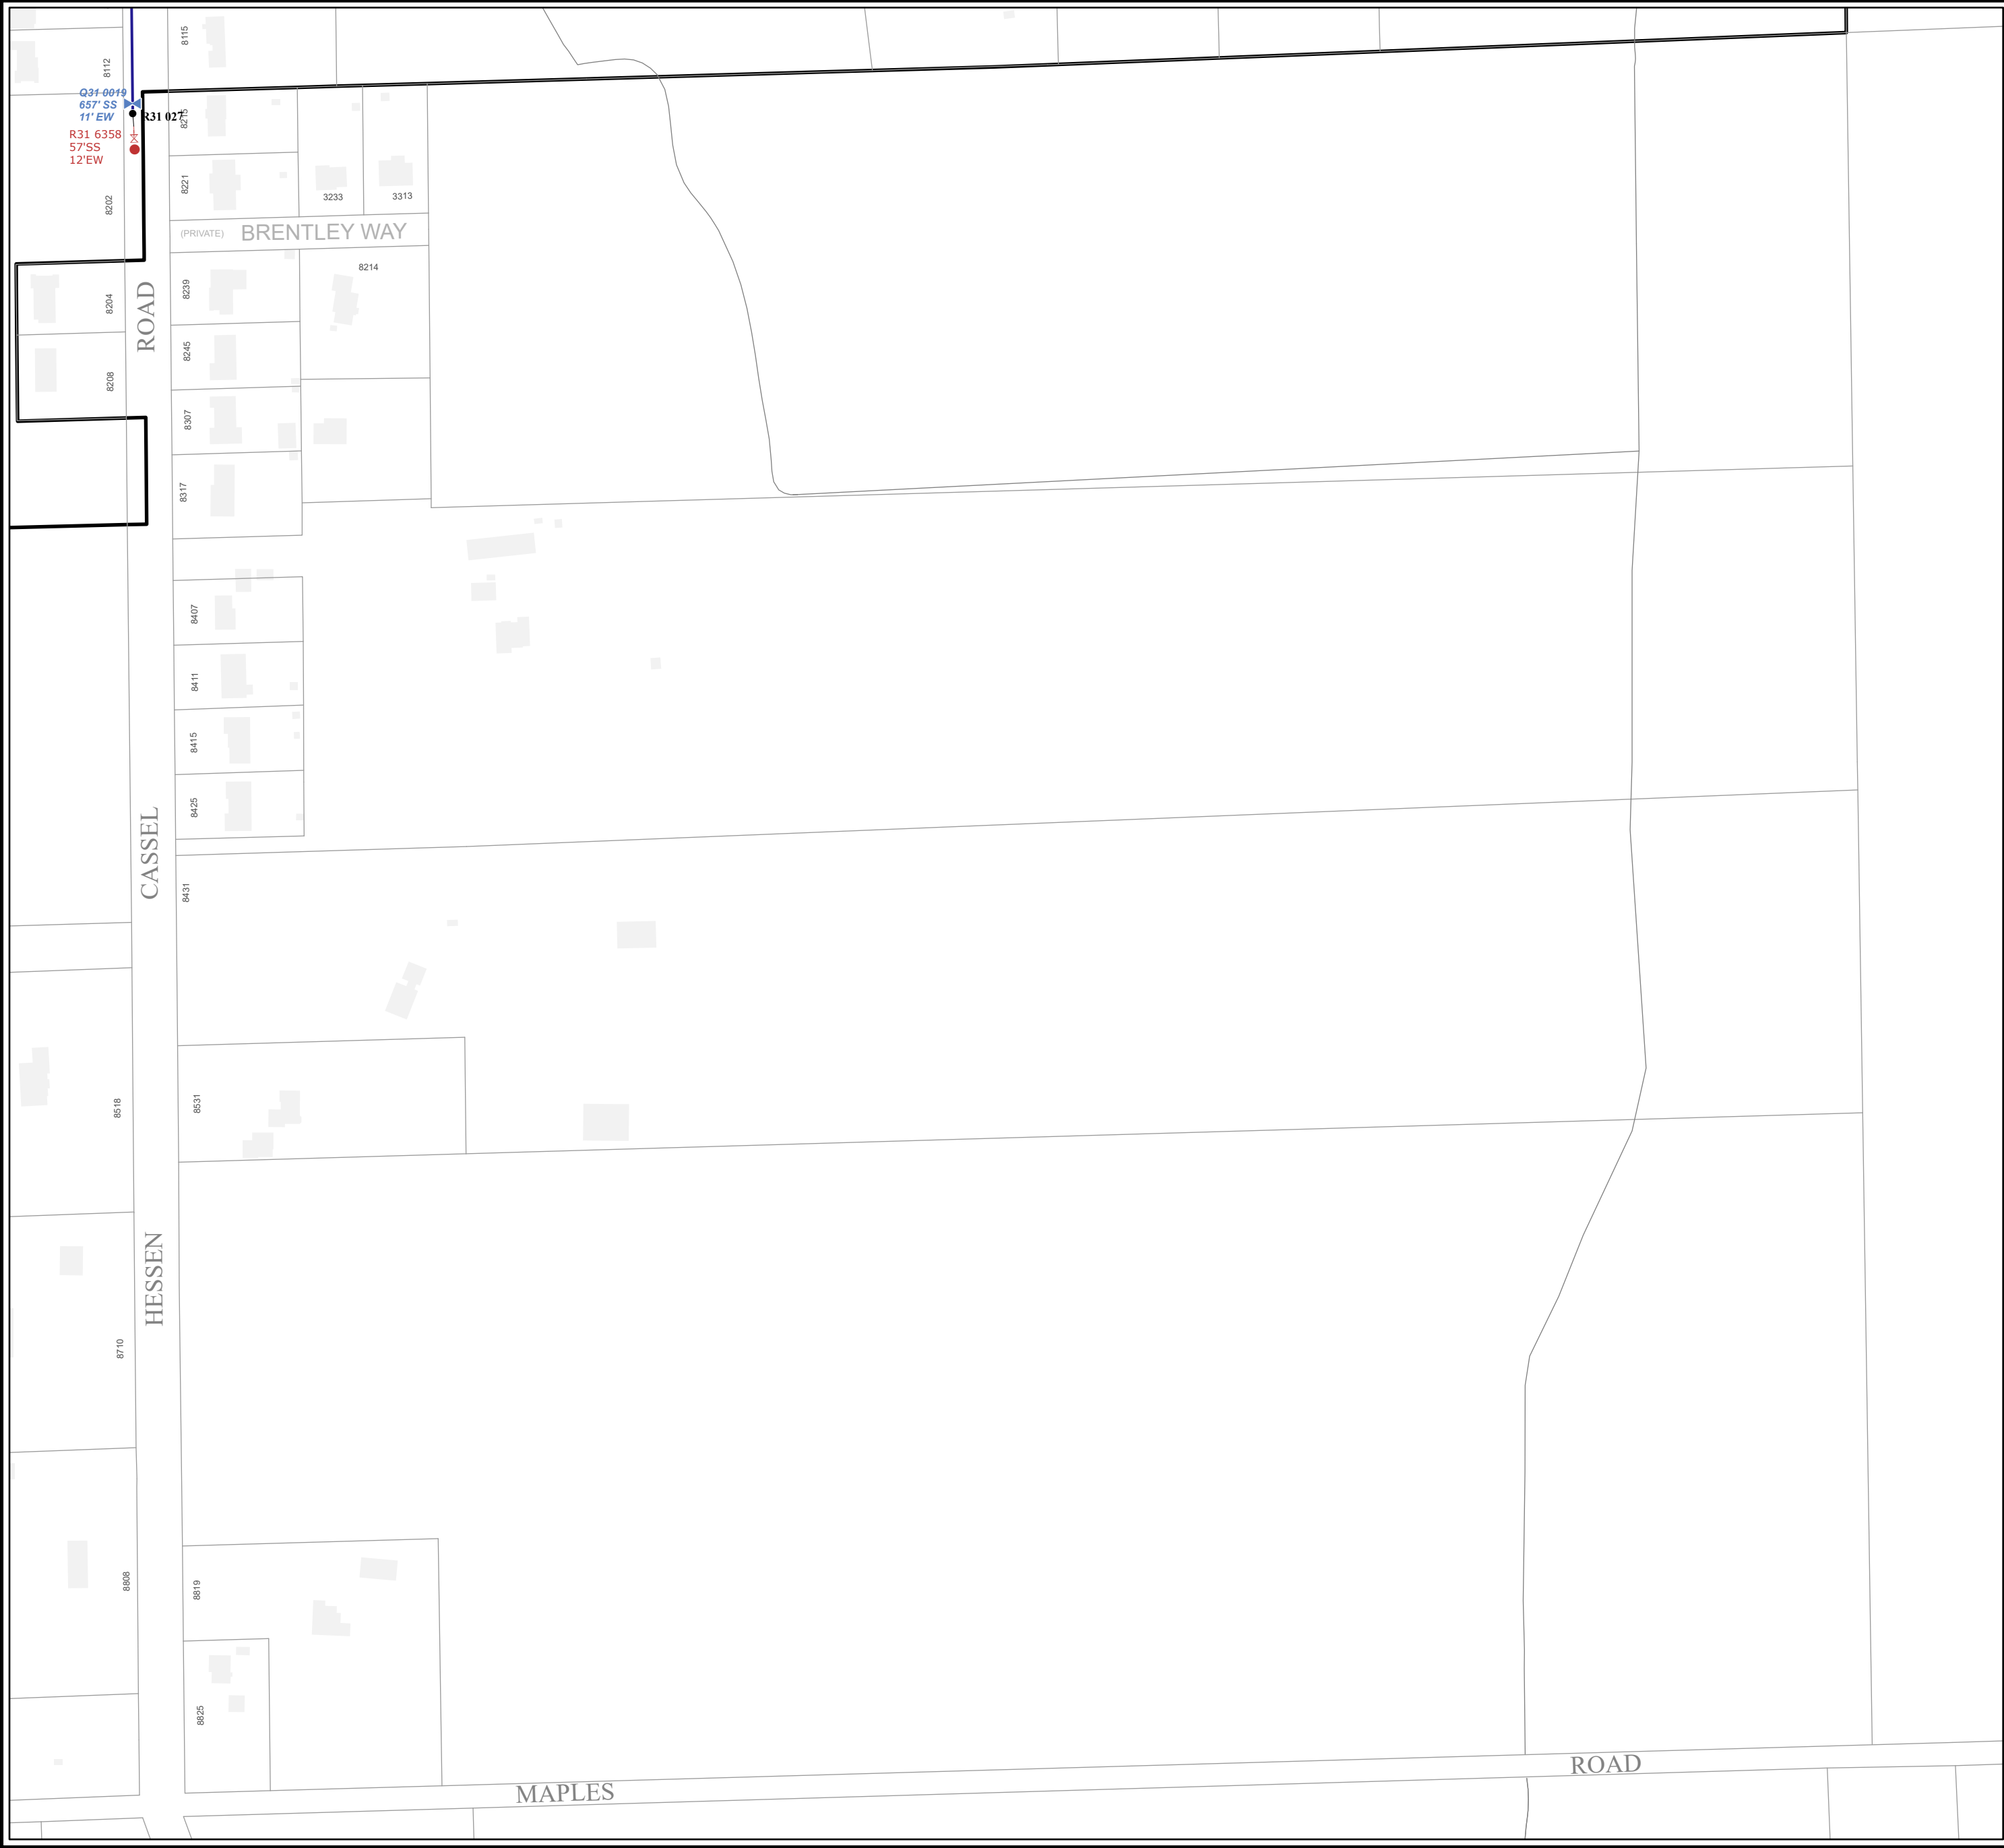 8115
8112
Q31 0019
657' SS
11' EW
R31 027
8215
R31 6358
57'SS
12'EW
8221
3233
3313
8202
(PRIVATE) BRENTLEY WAY
8214
8239
8204
ROAD
8245
8208
8307
8317
8407
8411
8415
8425
CASSEL
8431
8531
8518
HESSEN
8710
8808
8819
8825
MAPLES ROAD